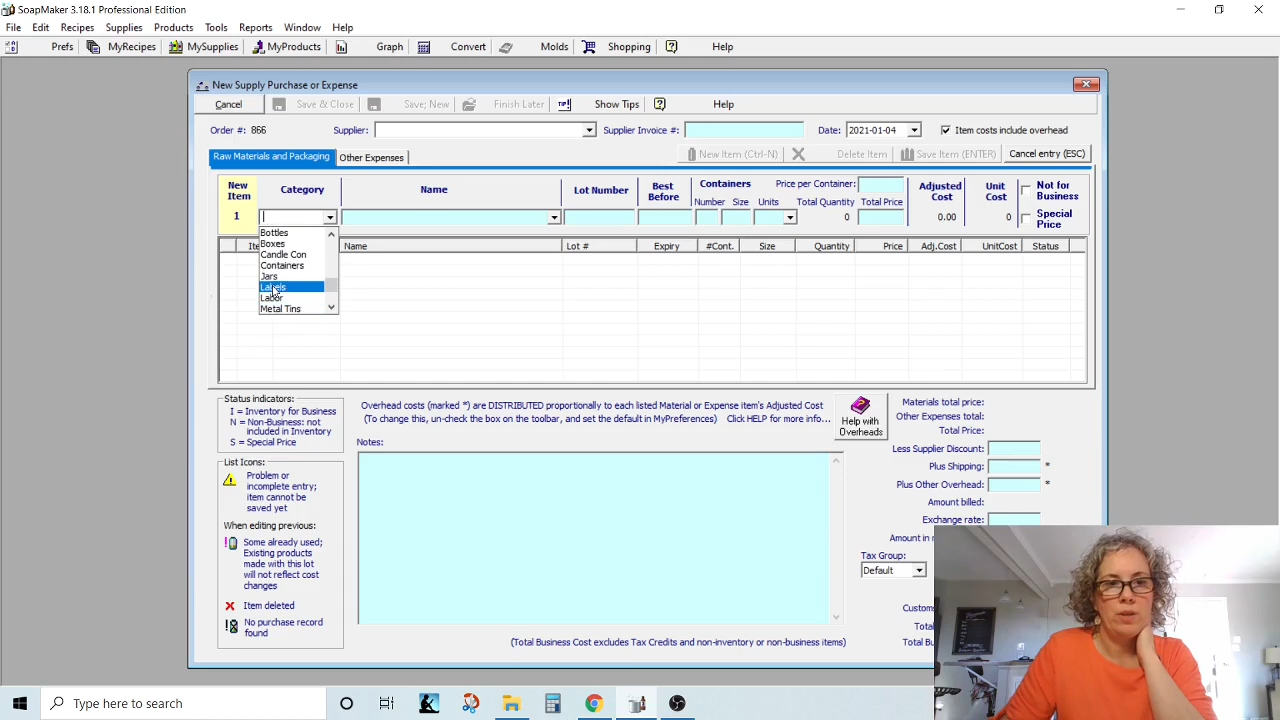 SoapMaker 3.18.1 Professional Edition
File Edit Recipes Supplies Products Tools Reports Window Help
Prefs MyRecipes MySupplies MyProducts Graph Convert Molds Shopping Help
New Supply Purchase or Expense
Cancel Save & Close Save; New Finish Later TIP! Show Tips Help
Order #: 866 Supplier: Supplier Invoice #: Date: 2021-01-04 Item costs include overhead
Raw Materials and Packaging Other Expenses New Item (Ctrl-N) Delete Item Save Item (ENTER) Cancel entry (ESC)
New Item Category Name Lot Number Best Before Containers Price per Container: Adjusted Cost Unit Cost Not for Business
Number Size Units Total Quantity Total Price Special Price
1 0 0.00 0
Bottles
Boxes
Candle Con
Containers
Jars
Labels
Labor
Metal Tins
Ite Name Lot # Expiry #Cont. Size Quantity Price Adj.Cost UnitCost Status
Status indicators:
I = Inventory for Business
N = Non-Business: not included in Inventory
S = Special Price
List Icons:
Problem or
incomplete entry;
item cannot be
saved yet
When editing previous:
Some already used;
Existing products
made with this lot
will not reflect cost
changes
Item deleted
No purchase record
found
Overhead costs (marked *) are DISTRIBUTED proportionally to each listed Material or Expense item's Adjusted Cost
(To change this, un-check the box on the toolbar, and set the default in MyPreferences) Click HELP for more info...
Help with
Overheads
Notes:
(Total Business Cost excludes Tax Credits and non-inventory or non-business items)
Materials total price:
Other Expenses total:
Total Price:
Less Supplier Discount:
Plus Shipping: *
Plus Other Overhead: *
Amount billed:
Exchange rate:
Amount in
Tax Group:
Default
Custom
Total
Total Bu
Type here to search